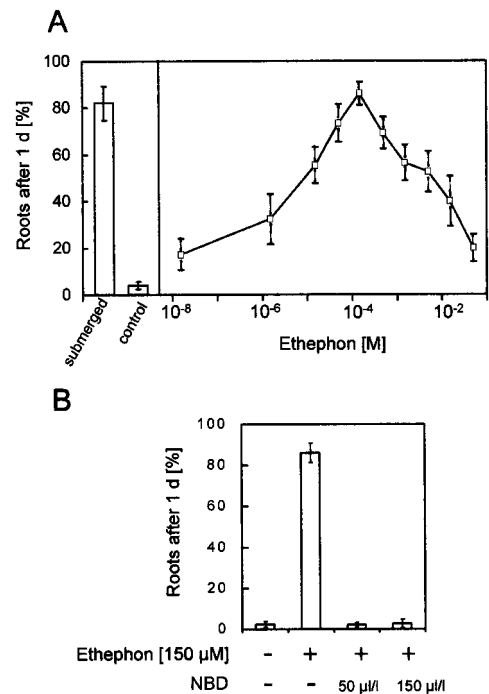 A
Roots after 1 d [%]
100
80
60
40
20
0
submerged
control
10-8
10-6
10-4
10-2
Ethephon [M]
B
Roots after 1 d [%]
100
80
60
40
20
0
Ethephon [150 µM] - + + +
NBD - - 50 µl/l 150 µl/l